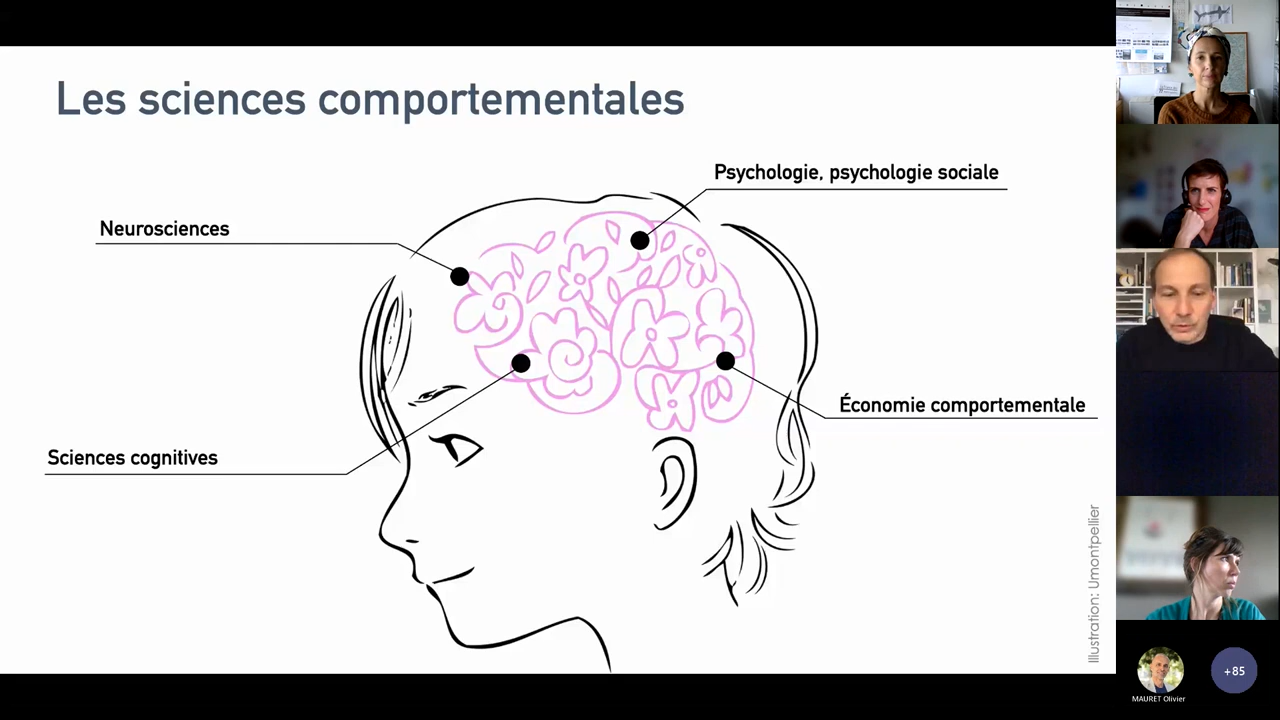 Les sciences comportementales
Psychologie, psychologie sociale
Neurosciences
Économie comportementale
Sciences cognitives
Illustration: Umontpellier
MAURET Olivier
+85